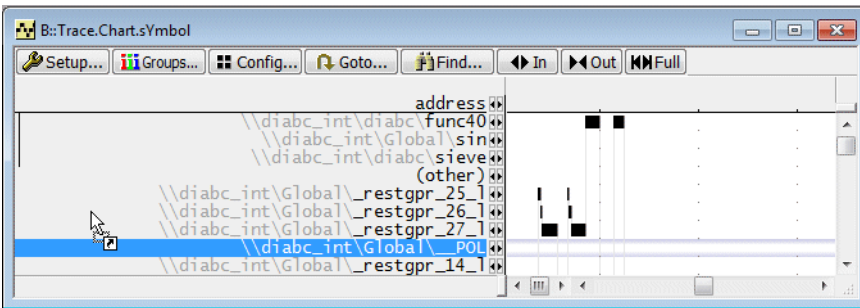 B::Trace.Chart.sYmbol
Setup... Groups... Config... Goto... Find... In Out Full
address
\\diabc_int\diabc\func40
\\diabc_int\Global\sin
\\diabc_int\diabc\sieve
(other)
\\diabc_int\Global\_restgpr_25_l
\\diabc_int\Global\_restgpr_26_l
\\diabc_int\Global\_restgpr_27_l
\\diabc_int\Global\__POL
\\diabc_int\Global\_restgpr_14_l